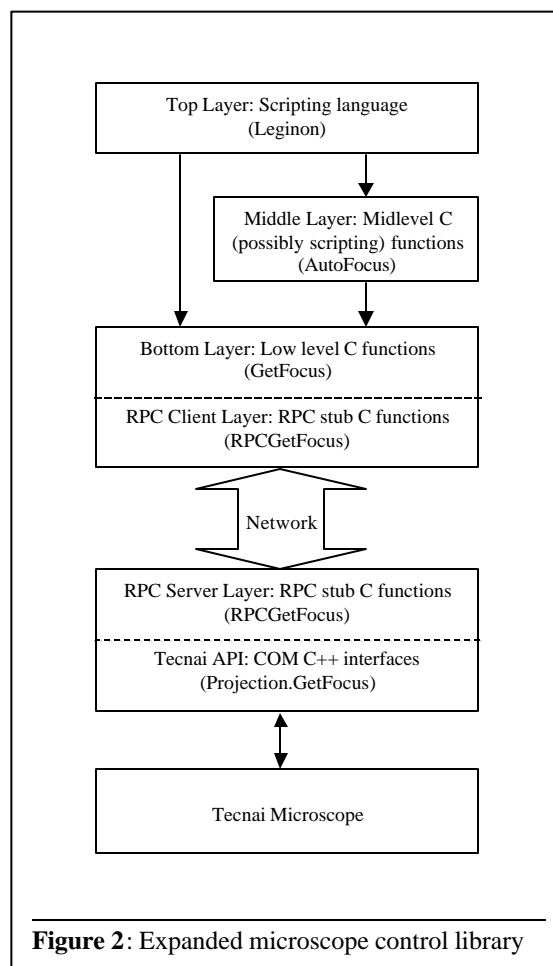 Top Layer: Scripting language
(Leginon)
Middle Layer: Midlevel C
(possibly scripting) functions
(AutoFocus)
Bottom Layer: Low level C functions
(GetFocus)
RPC Client Layer: RPC stub C functions
(RPCGetFocus)
Network
RPC Server Layer: RPC stub C functions
(RPCGetFocus)
Tecnai API: COM C++ interfaces
(Projection.GetFocus)
Tecnai Microscope
Figure 2: Expanded microscope control library